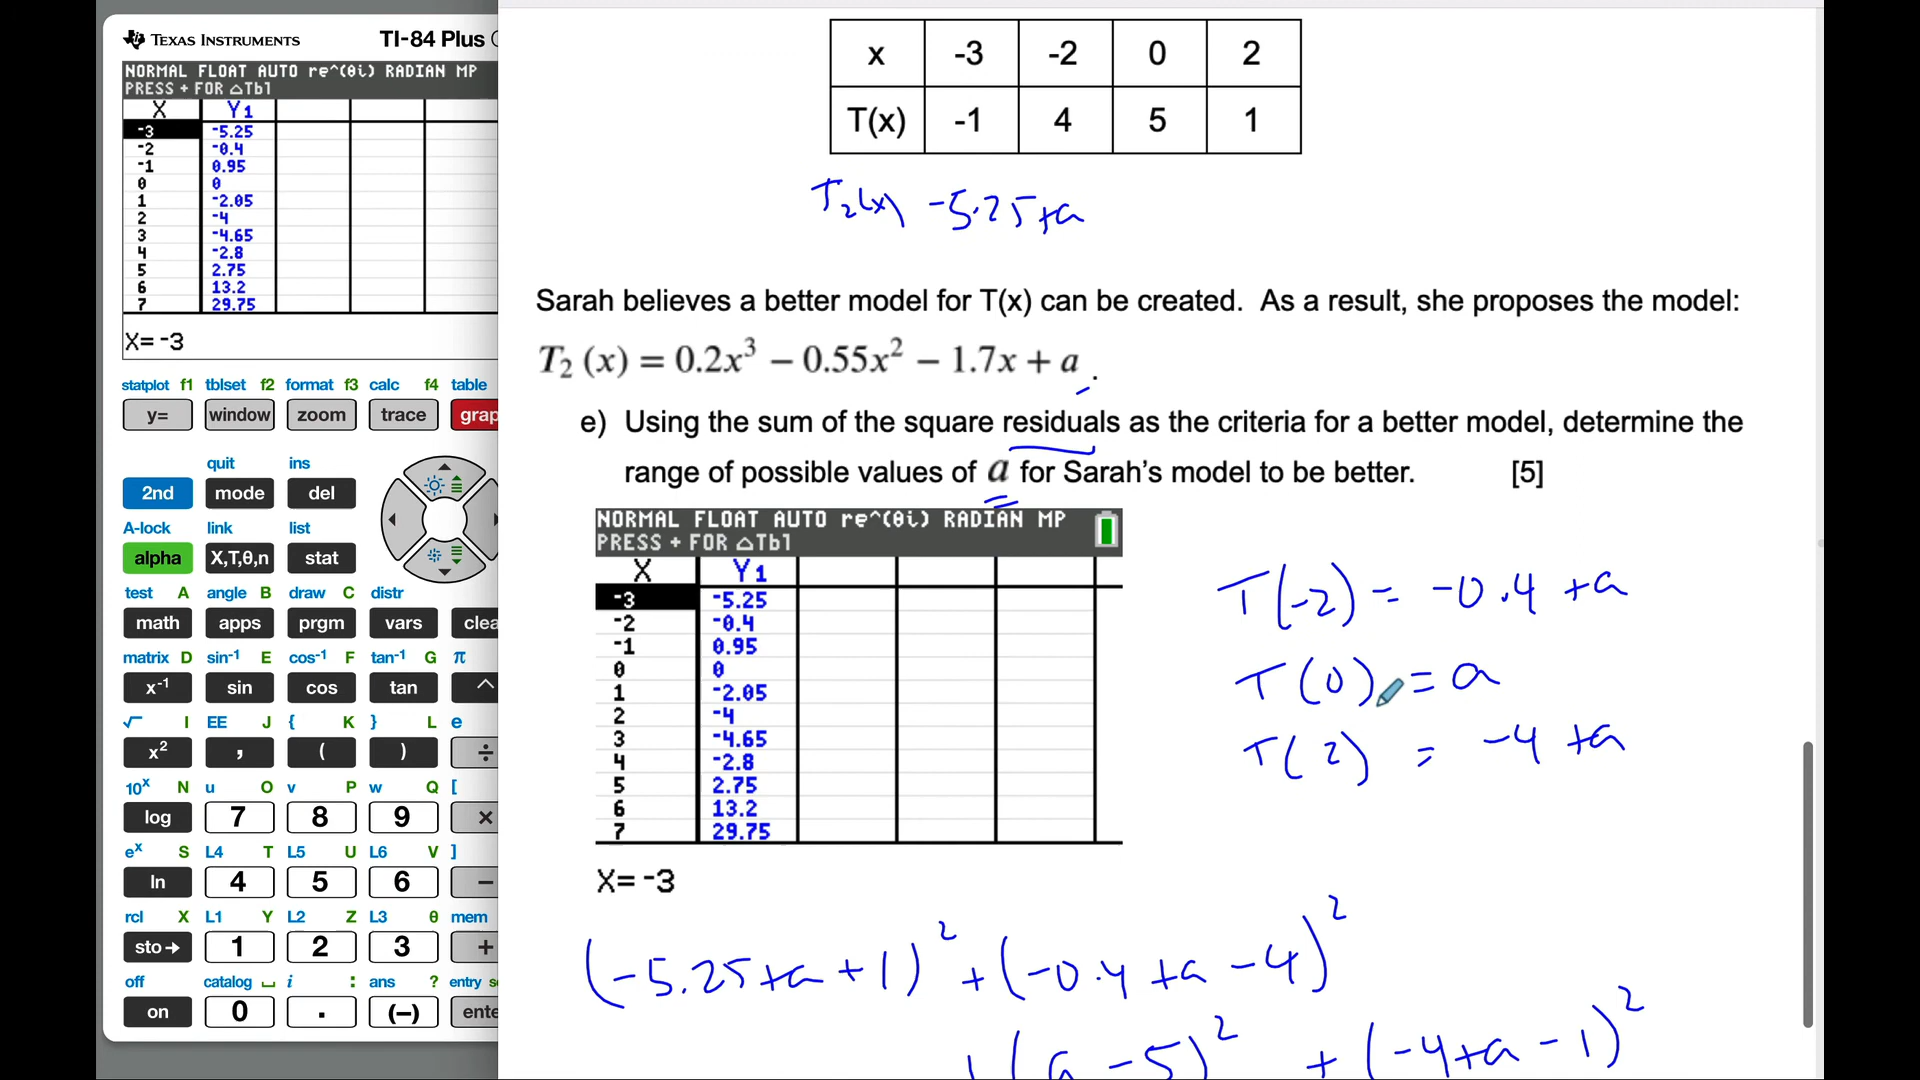 TEXAS INSTRUMENTS TI-84 Plus
NORMAL FLOAT AUTO re^(θi) RADIAN MP
PRESS + FOR △Tbl
X Y1
-3 -5.25
-2 -0.4
-1 0.95
0 0
1 -2.05
2 -4
3 -4.65
4 -2.8
5 2.75
6 13.2
7 29.75
X= -3
statplot f1 tblset f2 format f3 calc f4 table
y= window zoom trace grap
quit ins
2nd mode del
A-lock link list
alpha X,T,θ,n stat
test A angle B draw C distr
math apps prgm vars clea
matrix D sin⁻¹ E cos⁻¹ F tan⁻¹ G π
x⁻¹ sin cos tan ^
√ I EE J { K } L e
x² , ( ) ÷
10ˣ N u O v P w Q [
log 7 8 9 ×
eˣ S L4 T L5 U L6 V ]
ln 4 5 6 −
rcl X L1 Y L2 Z L3 θ mem
sto→ 1 2 3 +
off catalog ⎵ i : ans ? entry s
on 0 . (−) ente
x -3 -2 0 2
T(x) -1 4 5 1
T₂(x) -5.25+a
Sarah believes a better model for T(x) can be created. As a result, she proposes the model:
T₂ (x) = 0.2x³ − 0.55x² − 1.7x + a .
e) Using the sum of the square residuals as the criteria for a better model, determine the
range of possible values of a for Sarah's model to be better. [5]
NORMAL FLOAT AUTO re^(θi) RADIAN MP
PRESS + FOR △Tbl
X Y1
-3 -5.25
-2 -0.4
-1 0.95
0 0
1 -2.05
2 -4
3 -4.65
4 -2.8
5 2.75
6 13.2
7 29.75
X= -3
T(-2) = -0.4 +a
T(0) = a
T(2) = -4 +a
(-5.25+a+1)² + (-0.4+a-4)²
+(a-5)² + (-4+a-1)²